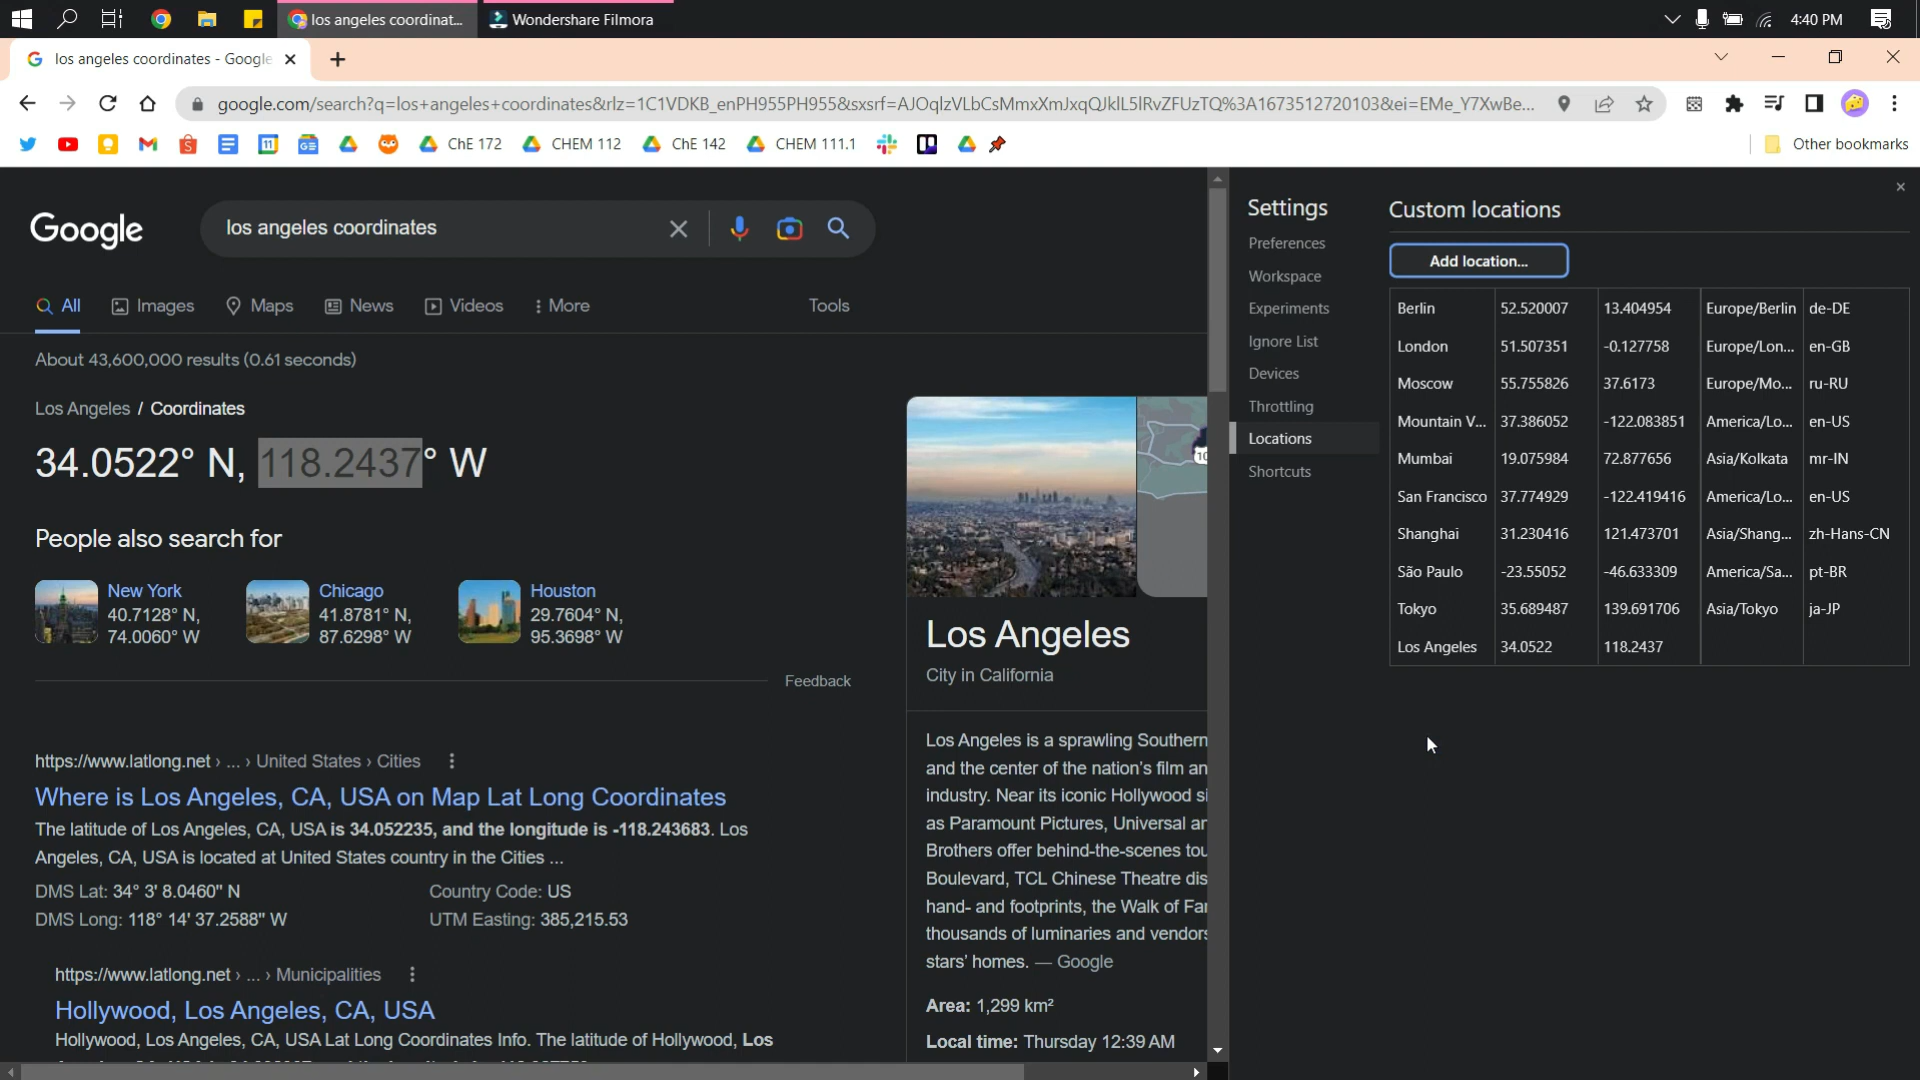 los angeles coordinat...
Wondershare Filmora
4:40 PM
los angeles coordinates - Google
google.com/search?q=los+angeles+coordinates&rlz=1C1VDKB_enPH955PH955&sxsrf=AJOqlzVLbCsMmxXmJxqQJklL5lRvZFUzTQ%3A1673512720103&ei=EMe_Y7XwBe...
ChE 172
CHEM 112
ChE 142
CHEM 111.1
Other bookmarks
Google
los angeles coordinates
All
Images
Maps
News
Videos
More
Tools
About 43,600,000 results (0.61 seconds)
Los Angeles / Coordinates
34.0522° N, 118.2437° W
People also search for
New York
40.7128° N,
74.0060° W
Chicago
41.8781° N,
87.6298° W
Houston
29.7604° N,
95.3698° W
Feedback
https://www.latlong.net › ... › United States › Cities
Where is Los Angeles, CA, USA on Map Lat Long Coordinates
The latitude of Los Angeles, CA, USA is 34.052235, and the longitude is -118.243683. Los
Angeles, CA, USA is located at United States country in the Cities ...
DMS Lat: 34° 3' 8.0460" N
Country Code: US
DMS Long: 118° 14' 37.2588" W
UTM Easting: 385,215.53
https://www.latlong.net › ... › Municipalities
Hollywood, Los Angeles, CA, USA
Hollywood, Los Angeles, CA, USA Lat Long Coordinates Info. The latitude of Hollywood, Los
10
Los Angeles
City in California
Los Angeles is a sprawling Southern
and the center of the nation's film an
industry. Near its iconic Hollywood si
as Paramount Pictures, Universal ar
Brothers offer behind-the-scenes tou
Boulevard, TCL Chinese Theatre dis
hand- and footprints, the Walk of Fa
thousands of luminaries and vendors
stars' homes. — Google
Area: 1,299 km²
Local time: Thursday 12:39 AM
Settings
Preferences
Workspace
Experiments
Ignore List
Devices
Throttling
Locations
Shortcuts
Custom locations
Add location...
Berlin 52.520007 13.404954 Europe/Berlin de-DE
London 51.507351 -0.127758 Europe/Lon... en-GB
Moscow 55.755826 37.6173 Europe/Mo... ru-RU
Mountain V... 37.386052 -122.083851 America/Lo... en-US
Mumbai 19.075984 72.877656 Asia/Kolkata mr-IN
San Francisco 37.774929 -122.419416 America/Lo... en-US
Shanghai 31.230416 121.473701 Asia/Shang... zh-Hans-CN
São Paulo -23.55052 -46.633309 America/Sa... pt-BR
Tokyo 35.689487 139.691706 Asia/Tokyo ja-JP
Los Angeles 34.0522 118.2437